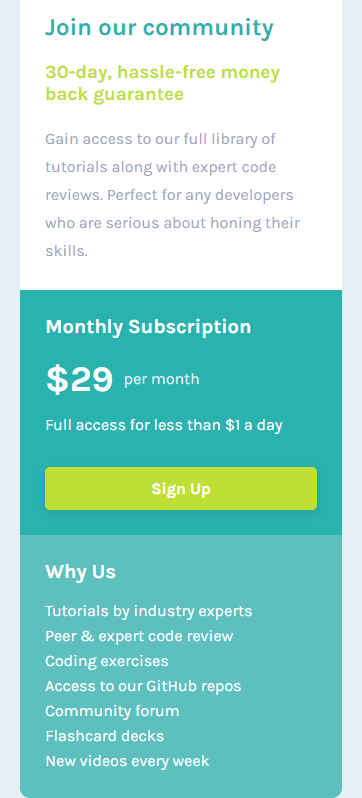 Join our community
30-day, hassle-free money
back guarantee
Gain access to our full library of
tutorials along with expert code
reviews. Perfect for any developers
who are serious about honing their
skills.
Monthly Subscription
$29 per month
Full access for less than $1 a day
Sign Up
Why Us
Tutorials by industry experts
Peer & expert code review
Coding exercises
Access to our GitHub repos
Community forum
Flashcard decks
New videos every week